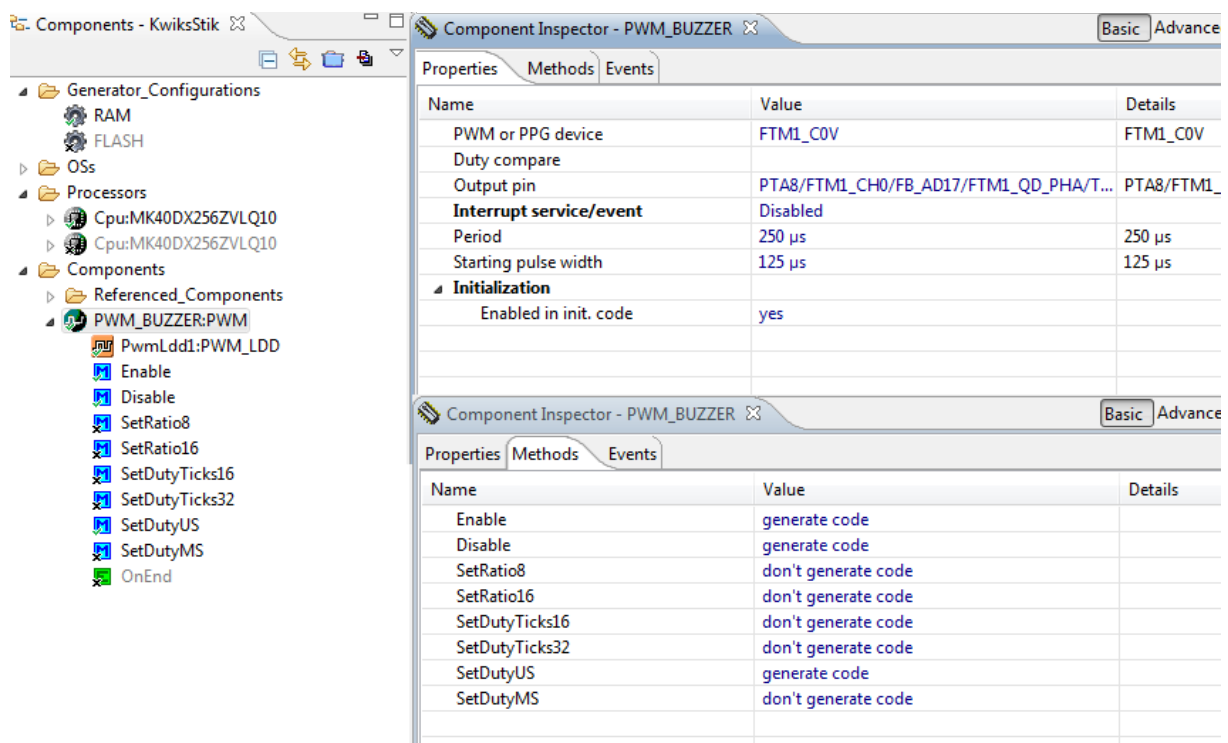 Components - KwiksStik
Generator_Configurations
RAM
FLASH
OSs
Processors
Cpu:MK40DX256ZVLQ10
Cpu:MK40DX256ZVLQ10
Components
Referenced_Components
PWM_BUZZER:PWM
PwmLdd1:PWM_LDD
Enable
Disable
SetRatio8
SetRatio16
SetDutyTicks16
SetDutyTicks32
SetDutyUS
SetDutyMS
OnEnd
Component Inspector - PWM_BUZZER Basic Advance
Properties Methods Events
Name Value Details
PWM or PPG device FTM1_C0V FTM1_C0V
Duty compare
Output pin PTA8/FTM1_CH0/FB_AD17/FTM1_QD_PHA/T... PTA8/FTM1_
Interrupt service/event Disabled
Period 250 µs 250 µs
Starting pulse width 125 µs 125 µs
Initialization
Enabled in init. code yes
Component Inspector - PWM_BUZZER Basic Advance
Properties Methods Events
Name Value Details
Enable generate code
Disable generate code
SetRatio8 don't generate code
SetRatio16 don't generate code
SetDutyTicks16 don't generate code
SetDutyTicks32 don't generate code
SetDutyUS generate code
SetDutyMS don't generate code